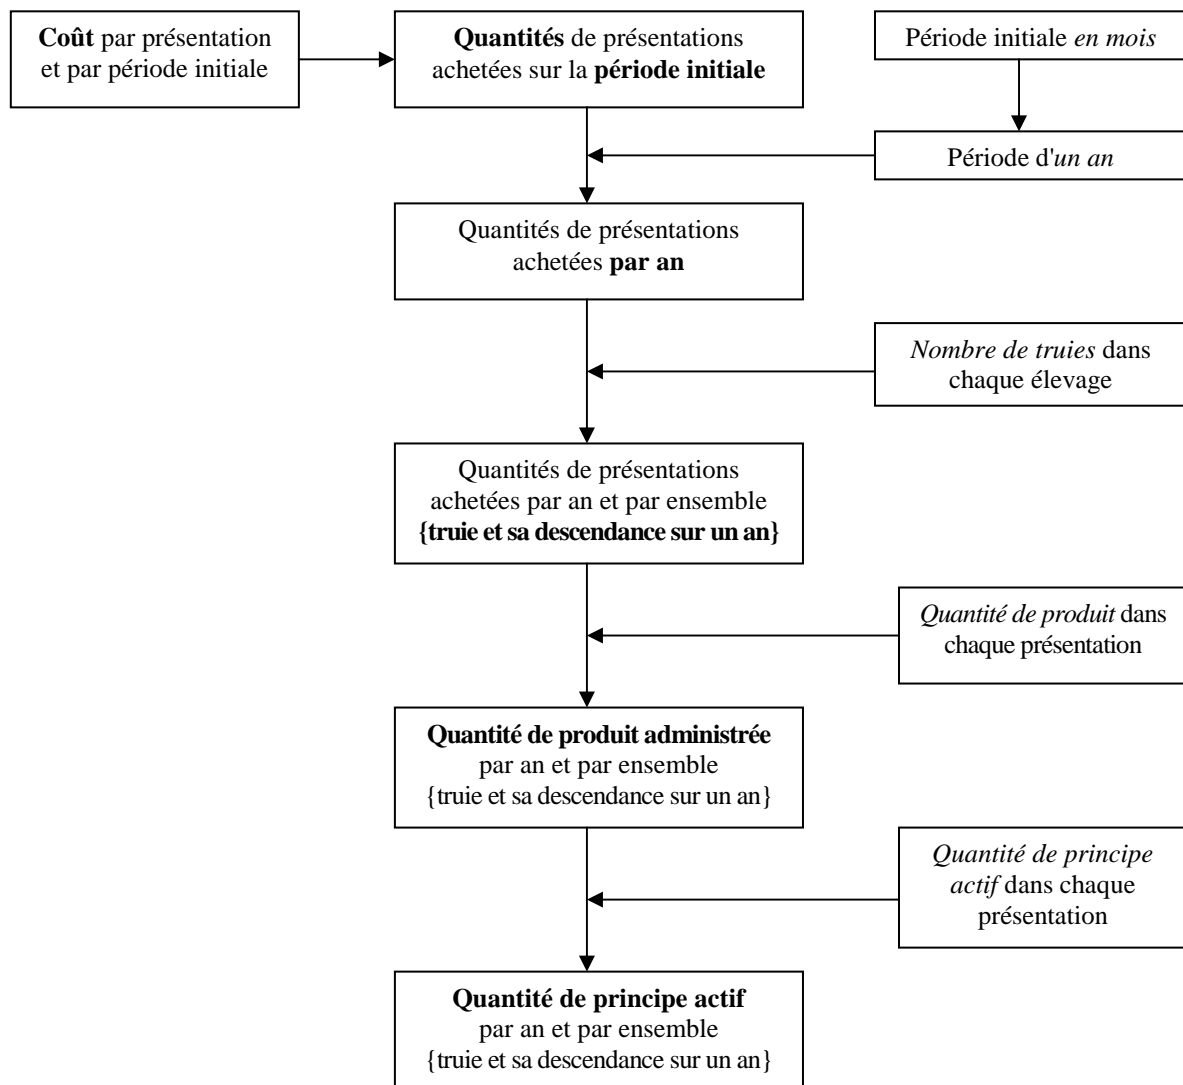 Coût par présentation
et par période initiale
Quantités de présentations
achetées sur la période initiale
Période initiale en mois
Période d'un an
Quantités de présentations
achetées par an
Nombre de truies dans
chaque élevage
Quantités de présentations
achetées par an et par ensemble
{truie et sa descendance sur un an}
Quantité de produit dans
chaque présentation
Quantité de produit administrée
par an et par ensemble
{truie et sa descendance sur un an}
Quantité de principe
actif dans chaque
présentation
Quantité de principe actif
par an et par ensemble
{truie et sa descendance sur un an}